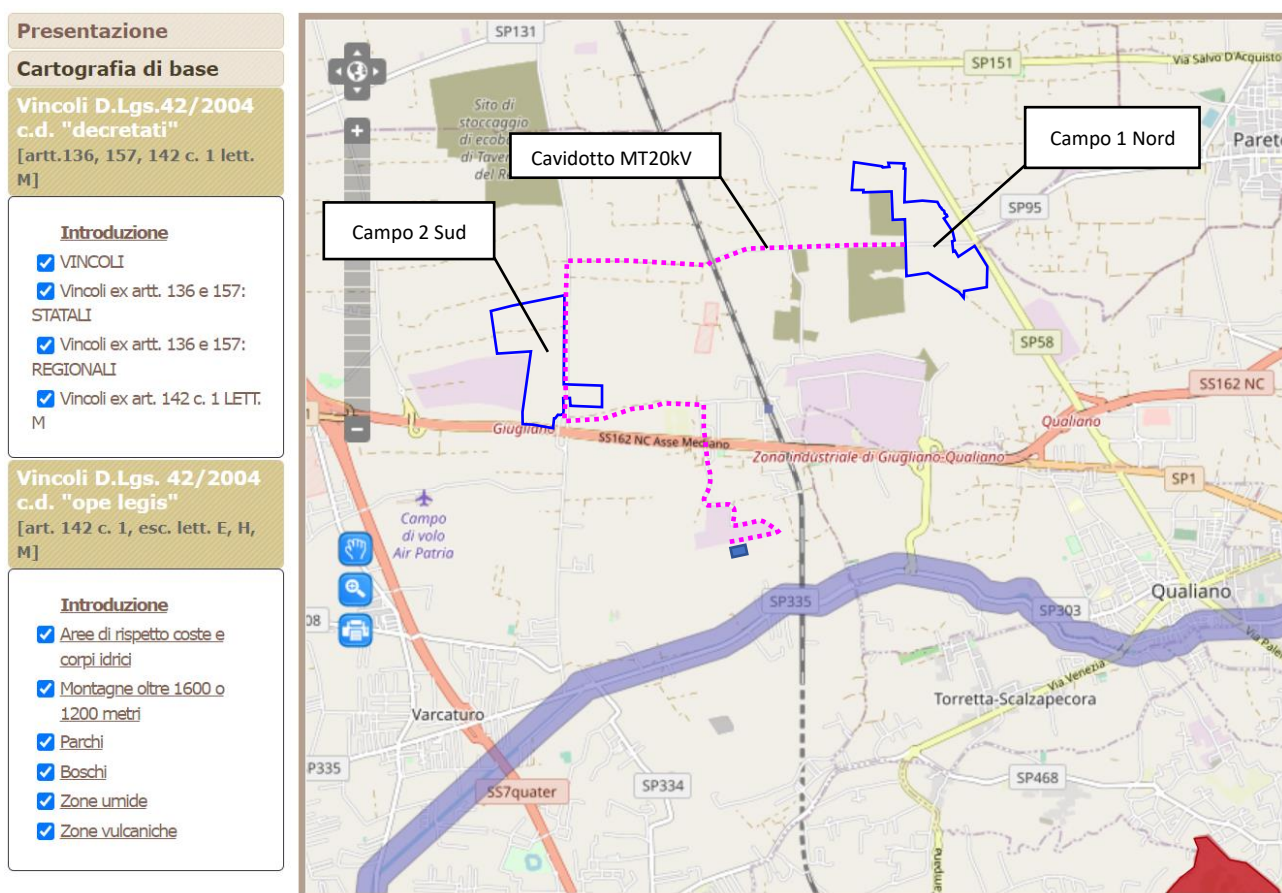 Presentazione
Cartografia di base
Vincoli D.Lgs.42/2004
c.d. "decretati"
[artt.136, 157, 142 c. 1 lett.
M]
Introduzione
VINCOLI
Vincoli ex artt. 136 e 157:
STATALI
Vincoli ex artt. 136 e 157:
REGIONALI
Vincoli ex art. 142 c. 1 LETT.
M
Vincoli D.Lgs. 42/2004
c.d. "ope legis"
[art. 142 c. 1, esc. lett. E, H,
M]
Introduzione
Aree di rispetto coste e
corpi idrici
Montagne oltre 1600 o
1200 metri
Parchi
Boschi
Zone umide
Zone vulcaniche
SP131
SP151
Via Salvo D'Acquisto
Sito di
stoccaggio
di ecob
di Taver
del Re
Cavidotto MT20kV
Campo 1 Nord
Paret
SP95
Campo 2 Sud
SP58
SS162 NC
Giugliano
SS162 NC Asse Mediano
Qualiano
Zona industriale di Giugliano-Qualiano
SP1
Campo
di volo
Air Patria
SP335
SP303
Qualiano
Via Pale
08
Via Venezia
Torretta-Scalzapecora
Varcaturo
P335
SP334
SP468
SS7quater
ampana